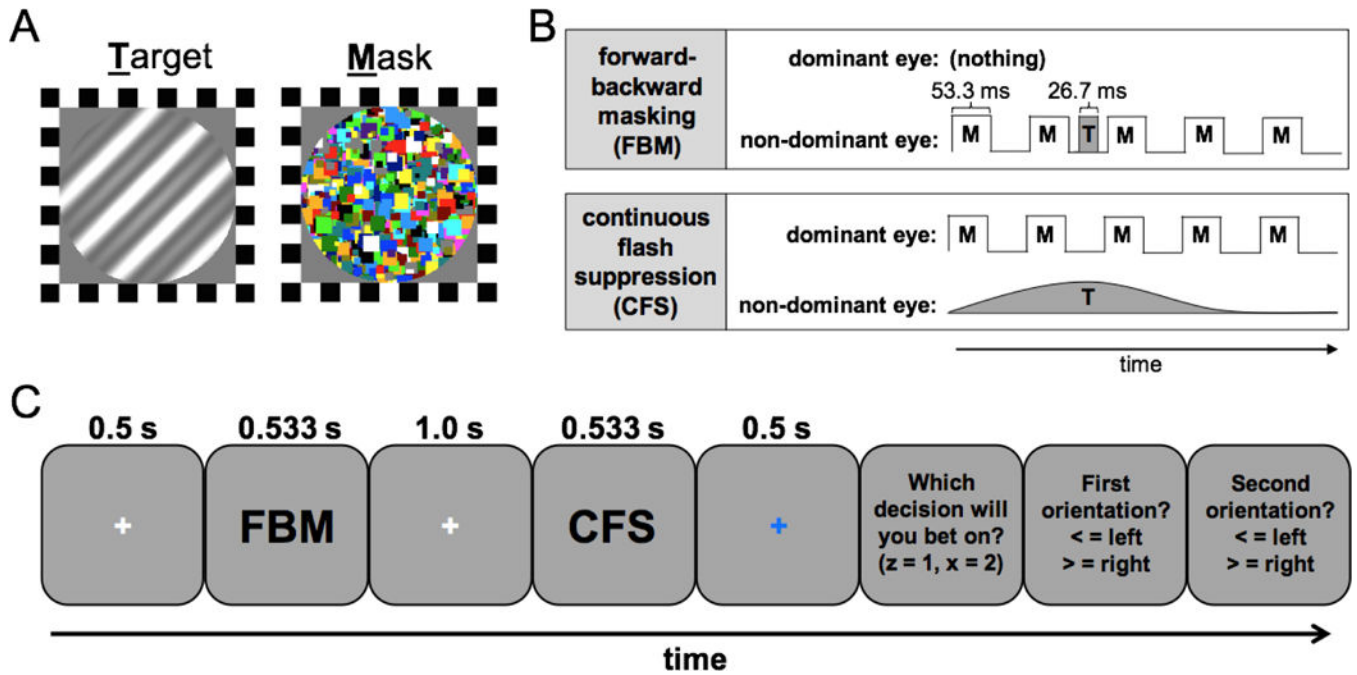 A
Target
Mask
B
forward-
backward
masking
(FBM)
dominant eye: (nothing)
53.3 ms
26.7 ms
non-dominant eye:
M
M
T
M
M
M
continuous
flash
suppression
(CFS)
dominant eye:
M
M
M
M
M
non-dominant eye:
T
time
C
0.5 s
0.533 s
1.0 s
0.533 s
0.5 s
+
FBM
+
CFS
+
Which
decision will
you bet on?
(z = 1, x = 2)
First
orientation?
< = left
> = right
Second
orientation?
< = left
> = right
time